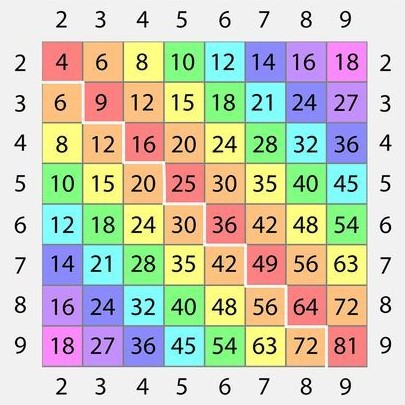 2 3 4 5 6 7 8 9
2 4 6 8 10 12 14 16 18 2
3 6 9 12 15 18 21 24 27 3
4 8 12 16 20 24 28 32 36 4
5 10 15 20 25 30 35 40 45 5
6 12 18 24 30 36 42 48 54 6
7 14 21 28 35 42 49 56 63 7
8 16 24 32 40 48 56 64 72 8
9 18 27 36 45 54 63 72 81 9
2 3 4 5 6 7 8 9